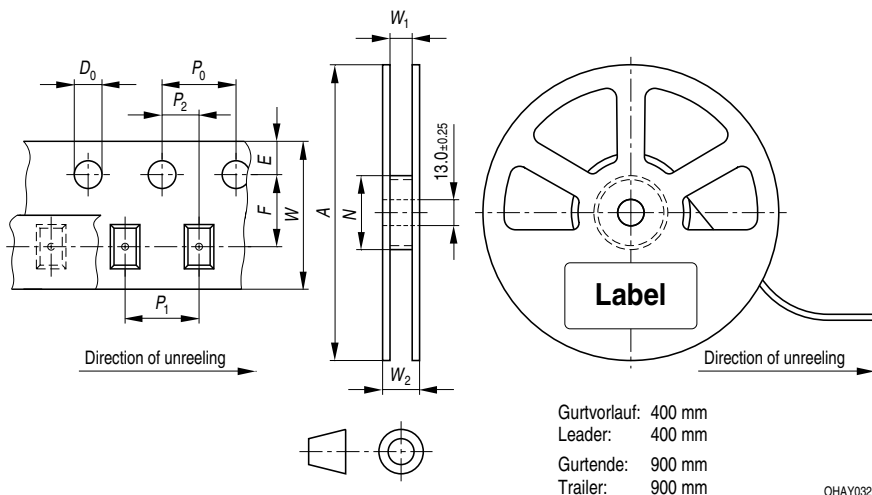 W₁
D₀
P₀
P₂
E
F
W
A
N
13.0±0.25
Label
P₁
Direction of unreeling
W₂
Direction of unreeling
Gurtvorlauf: 400 mm
Leader: 400 mm
Gurtende: 900 mm
Trailer: 900 mm
OHAY032